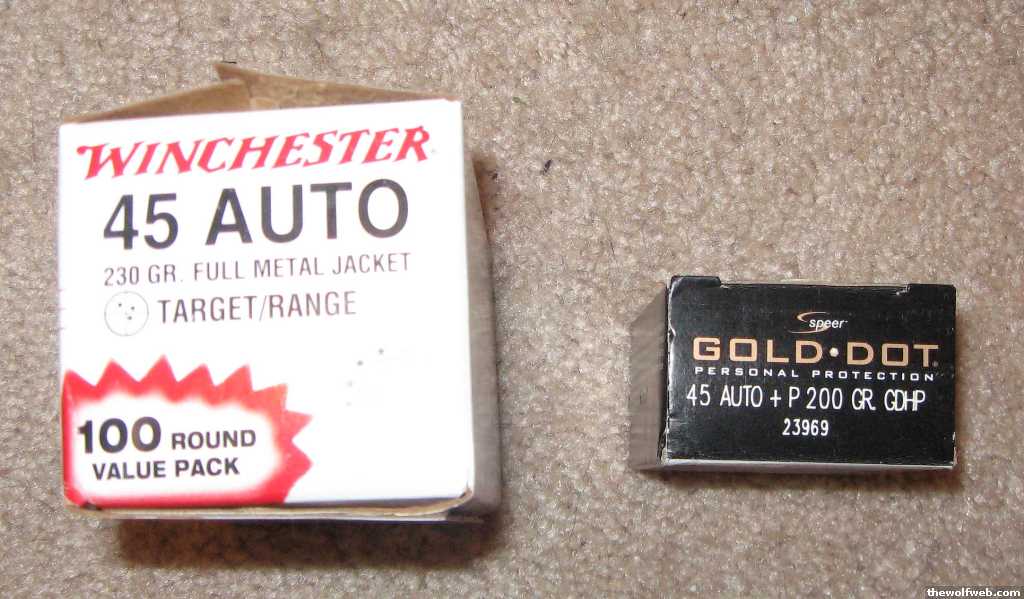 WINCHESTER
45 AUTO
230 GR. FULL METAL JACKET
TARGET/RANGE
100 ROUND
VALUE PACK
speer
GOLD•DOT
PERSONAL PROTECTION
45 AUTO + P 200 GR. GDHP
23969
thewolfweb.com